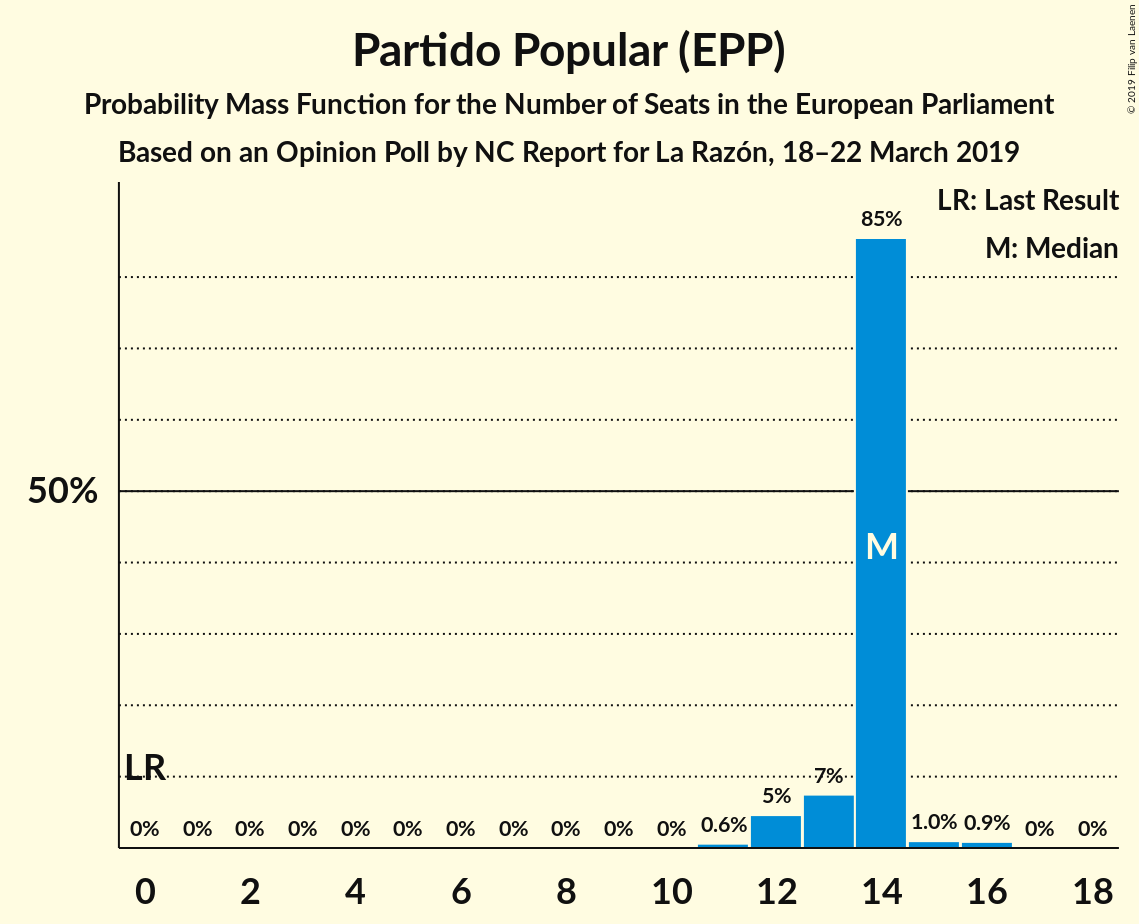 Partido Popular (EPP)
Probability Mass Function for the Number of Seats in the European Parliament
Based on an Opinion Poll by NC Report for La Razón, 18–22 March 2019
© 2019 Filip van Laenen
LR: Last Result
M: Median
85%
50%
M
LR
7%
5%
0% 0% 0% 0% 0% 0% 0% 0% 0% 0% 0% 0.6% 1.0% 0.9% 0% 0%
0 2 4 6 8 10 12 14 16 18